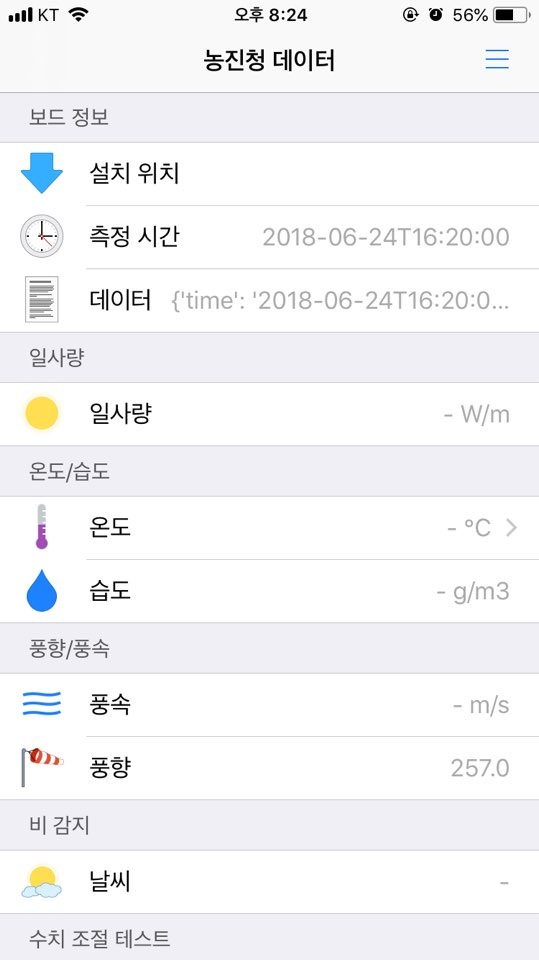 KT 오후 8:24 56%
농진청 데이터
보드 정보
설치 위치
측정 시간 2018-06-24T16:20:00
데이터 {'time': '2018-06-24T16:20:0...
일사량
일사량 - W/m
온도/습도
온도 - °C
습도 - g/m3
풍향/풍속
풍속 - m/s
풍향 257.0
비 감지
날씨 -
수치 조절 테스트